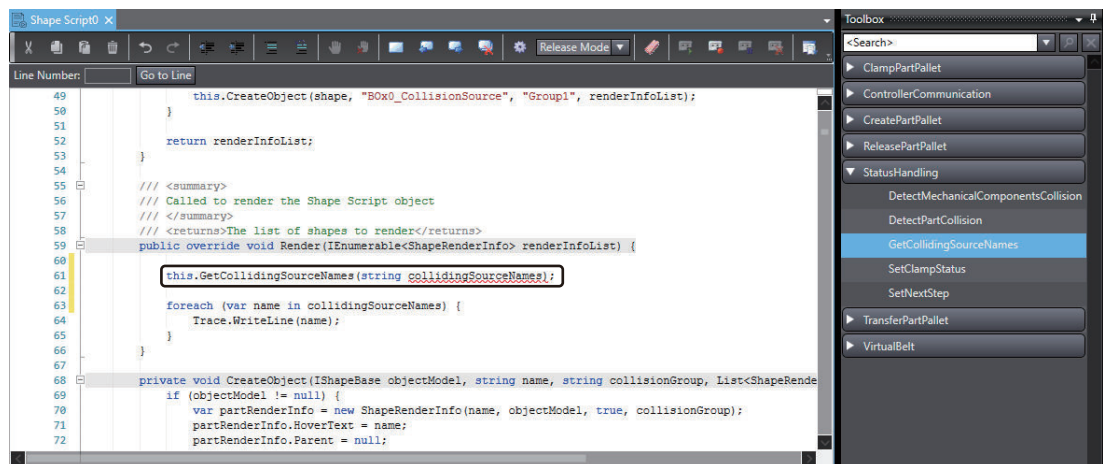 Shape Script0
Release Mode
Line Number:
Go to Line
49 this.CreateObject(shape, "BOx0_CollisionSource", "Group1", renderInfoList);
50 }
51
52 return renderInfoList;
53 }
54
55 /// <summary>
56 /// Called to render the Shape Script object
57 /// </summary>
58 /// <returns>The list of shapes to render</returns>
59 public override void Render(IEnumerable<ShapeRenderInfo> renderInfoList) {
60
61 this.GetCollidingSourceNames(string collidingSourceNames);
62
63 foreach (var name in collidingSourceNames) {
64 Trace.WriteLine(name);
65 }
66 }
67
68 private void CreateObject(IShapeBase objectModel, string name, string collisionGroup, List<ShapeRende
69 if (objectModel != null) {
70 var partRenderInfo = new ShapeRenderInfo(name, objectModel, true, collisionGroup);
71 partRenderInfo.HoverText = name;
72 partRenderInfo.Parent = null;
Toolbox
<Search>
ClampPartPallet
ControllerCommunication
CreatePartPallet
ReleasePartPallet
StatusHandling
DetectMechanicalComponentsCollision
DetectPartCollision
GetCollidingSourceNames
SetClampStatus
SetNextStep
TransferPartPallet
VirtualBelt